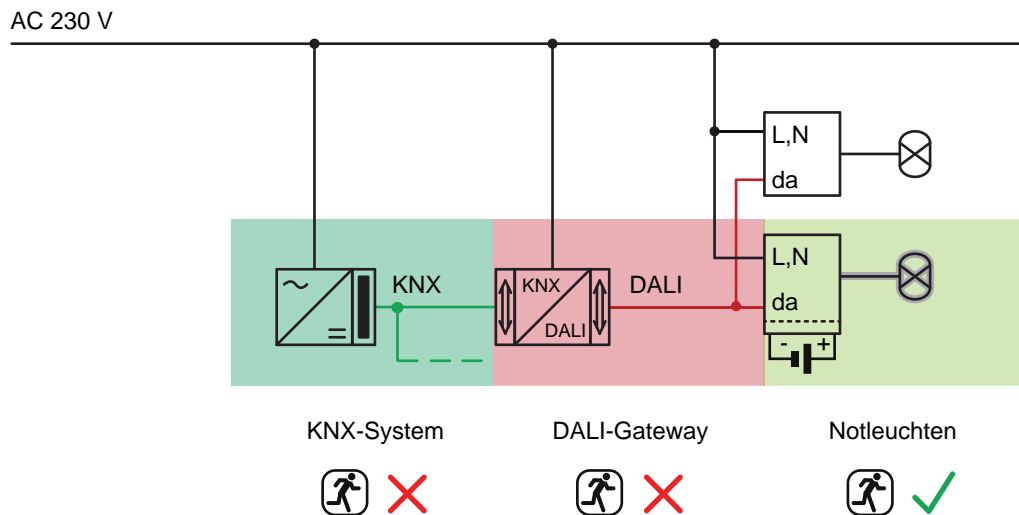 AC 230 V
L,N
da
L,N
da
KNX
KNX
DALI
DALI
- +
KNX-System
DALI-Gateway
Notleuchten